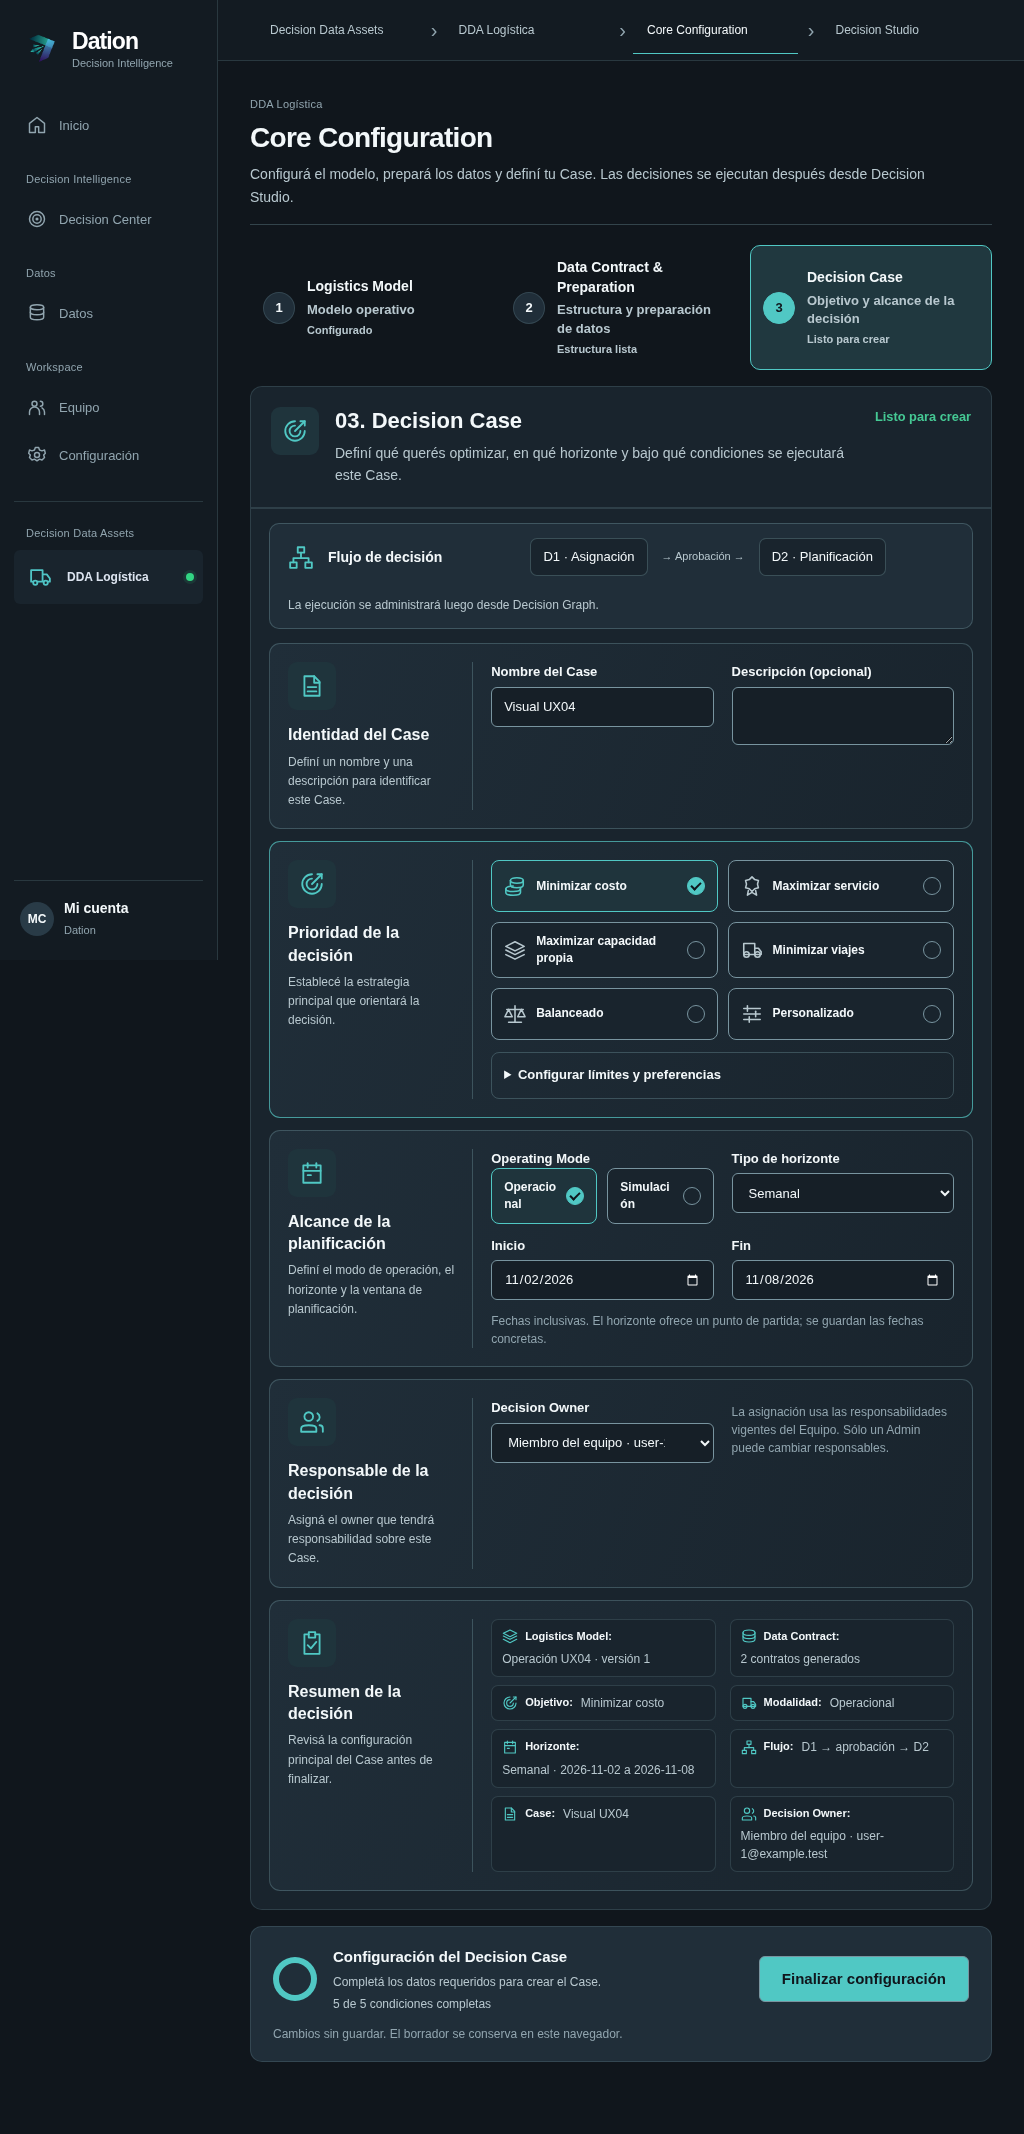 Dation
Decision Intelligence
Inicio
Decision Intelligence
Decision Center
Datos
Datos
Workspace
Equipo
Configuración
Decision Data Assets
DDA Logística
MC
Mi cuenta
Dation
Decision Data Assets › DDA Logística › Core Configuration › Decision Studio
DDA Logística
Core Configuration
Configurá el modelo, prepará los datos y definí tu Case. Las decisiones se ejecutan después desde Decision
Studio.
1
Logistics Model
Modelo operativo
Configurado
2
Data Contract &
Preparation
Estructura y preparación
de datos
Estructura lista
3
Decision Case
Objetivo y alcance de la
decisión
Listo para crear
03. Decision Case
Listo para crear
Definí qué querés optimizar, en qué horizonte y bajo qué condiciones se ejecutará
este Case.
Flujo de decisión
D1 · Asignación
→ Aprobación →
D2 · Planificación
La ejecución se administrará luego desde Decision Graph.
Identidad del Case
Definí un nombre y una
descripción para identificar
este Case.
Nombre del Case
Visual UX04
Descripción (opcional)
Prioridad de la
decisión
Establecé la estrategia
principal que orientará la
decisión.
Minimizar costo
Maximizar servicio
Maximizar capacidad
propia
Minimizar viajes
Balanceado
Personalizado
▶ Configurar límites y preferencias
Alcance de la
planificación
Definí el modo de operación, el
horizonte y la ventana de
planificación.
Operating Mode
Operacio
nal
Simulaci
ón
Tipo de horizonte
Semanal
Inicio
11/02/2026
Fin
11/08/2026
Fechas inclusivas. El horizonte ofrece un punto de partida; se guardan las fechas
concretas.
Responsable de la
decisión
Asigná el owner que tendrá
responsabilidad sobre este
Case.
Decision Owner
Miembro del equipo · user-
La asignación usa las responsabilidades
vigentes del Equipo. Sólo un Admin
puede cambiar responsables.
Resumen de la
decisión
Revisá la configuración
principal del Case antes de
finalizar.
Logistics Model:
Operación UX04 · versión 1
Data Contract:
2 contratos generados
Objetivo: Minimizar costo
Modalidad: Operacional
Horizonte:
Semanal · 2026-11-02 a 2026-11-08
Flujo: D1 → aprobación → D2
Case: Visual UX04
Decision Owner:
Miembro del equipo · user-
1@example.test
Configuración del Decision Case
Completá los datos requeridos para crear el Case.
5 de 5 condiciones completas
Finalizar configuración
Cambios sin guardar. El borrador se conserva en este navegador.